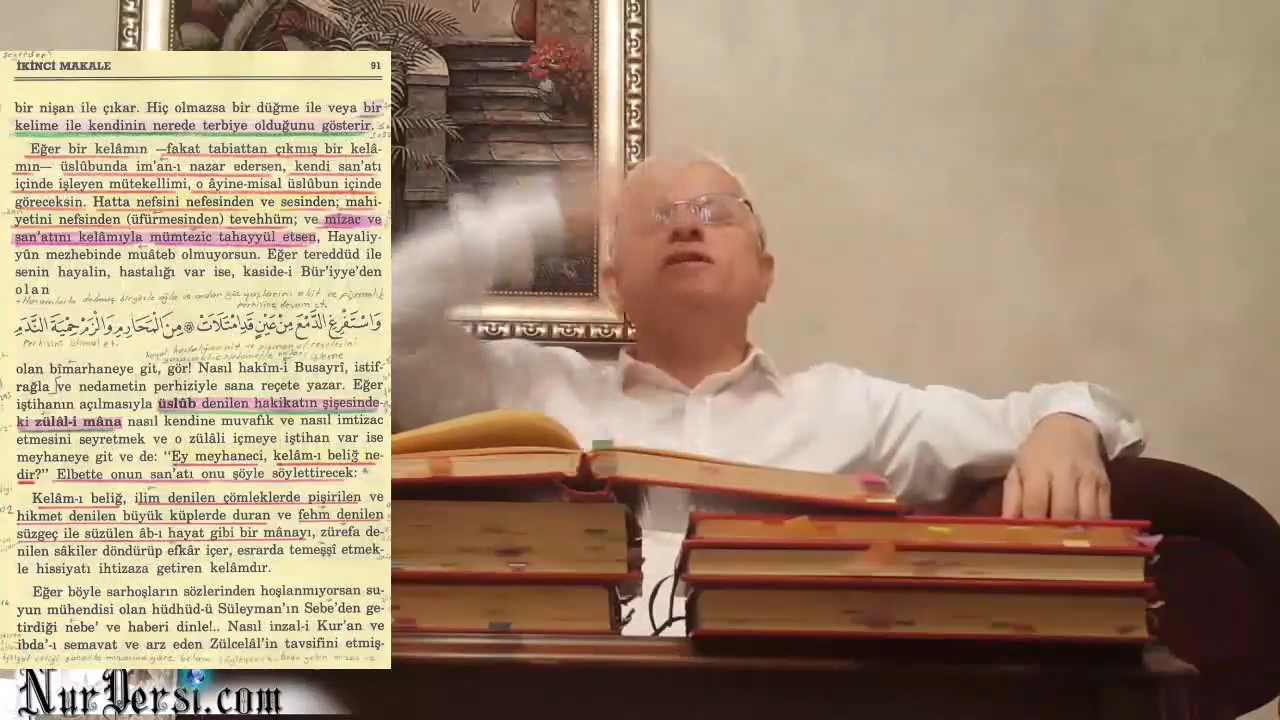 İKİNCİ MAKALE 91
bir nişan ile çıkar. Hiç olmazsa bir düğme ile veya bir
kelime ile kendinin nerede terbiye olduğunu gösterir.
Eğer bir kelâmın —fakat tabiattan çıkmış bir kelâ-
mın— üslûbunda im'an-ı nazar edersen, kendi san'atı
içinde işleyen mütekellimi, o âyine-misal üslûbun içinde
göreceksin. Hatta nefsini nefesinden ve sesinden; mahi-
yetini nefsinden (üfürmesinden) tevehhüm; ve mizac ve
san'atını kelâmıyla mümtezic tahayyül etsen, Hayaliy-
yûn mezhebinde muâteb olmuyorsun. Eğer tereddüd ile
senin hayalin, hastalığı var ise, kaside-i Bür'iyye'den
olan
وَاسْتَفْرِغِ الدَّمْعَ مِنْ عَيْنٍ قَدِ امْتَلَاَتْ ❁ مِنَ الْمَحَارِمِ وَالْزَمْ حِمْيَةَ النَّدَمِ
olan bîmarhaneye git, gör! Nasıl hakîm-i Busayrî, istif-
rağla ve nedametin perhiziyle sana reçete yazar. Eğer
iştihanın açılmasıyla üslûb denilen hakikatın şişesinde-
ki zülâl-i mâna nasıl kendine muvafık ve nasıl imtizac
etmesini seyretmek ve o zülâli içmeye iştihan var ise
meyhaneye git ve de: “Ey meyhaneci, kelâm-ı beliğ ne-
dir?” Elbette onun san'atı onu şöyle söylettirecek:
Kelâm-ı beliğ, ilim denilen çömleklerde pişirilen ve
hikmet denilen büyük küplerde duran ve fehm denilen
süzgeç ile süzülen âb-ı hayat gibi bir mânayı, zürefa de-
nilen sâkiler döndürüp efkâr içer, esrarda temeşşî etmek-
le hissiyatı ihtizaza getiren kelâmdır.
Eğer böyle sarhoşların sözlerinden hoşlanmıyorsan su-
yun mühendisi olan hüdhüd-ü Süleyman'ın Sebe'den ge-
tirdiği nebe' ve haberi dinle!.. Nasıl inzal-i Kur'an ve
ibda'-ı semavat ve arz eden Zülcelâl'in tavsifini etmiş-
NurDersi.com